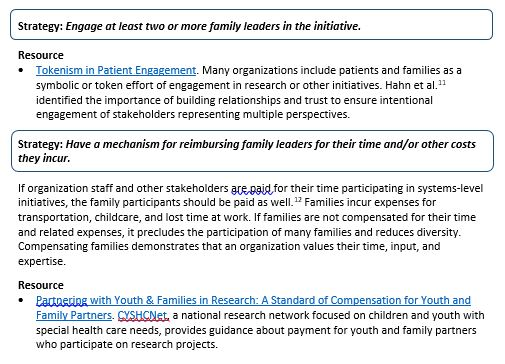 Strategy: Engage at least two or more family leaders in the initiative.
Resource
• Tokenism in Patient Engagement. Many organizations include patients and families as a
symbolic or token effort of engagement in research or other initiatives. Hahn et al.11
identified the importance of building relationships and trust to ensure intentional
engagement of stakeholders representing multiple perspectives.
Strategy: Have a mechanism for reimbursing family leaders for their time and/or other costs
they incur.
If organization staff and other stakeholders are paid for their time participating in systems-level
initiatives, the family participants should be paid as well.12 Families incur expenses for
transportation, childcare, and lost time at work. If families are not compensated for their time
and related expenses, it precludes the participation of many families and reduces diversity.
Compensating families demonstrates that an organization values their time, input, and
expertise.
Resource
• Partnering with Youth & Families in Research: A Standard of Compensation for Youth and
Family Partners. CYSHCNet, a national research network focused on children and youth with
special health care needs, provides guidance about payment for youth and family partners
who participate on research projects.